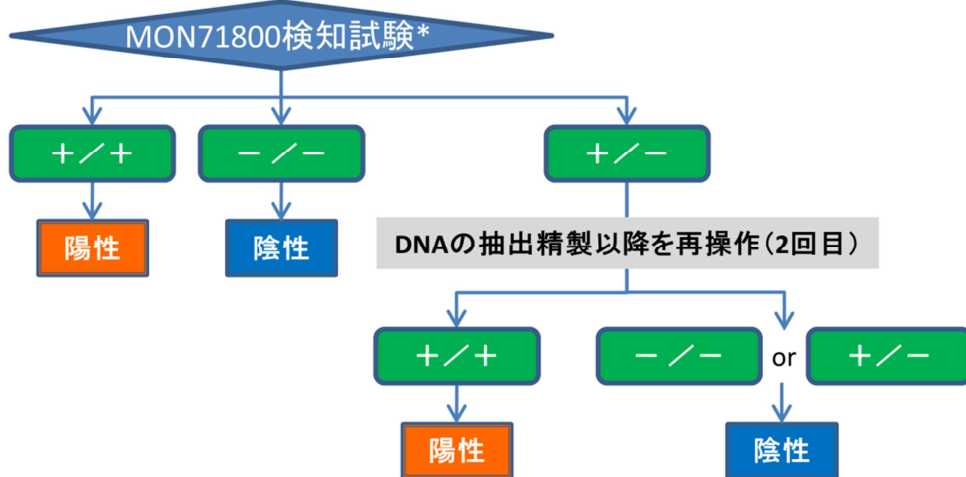 MON71800検知試験*
+/+
-/-
+/-
陽性
陰性
DNAの抽出精製以降を再操作(2回目)
+/+
-/-
or
+/-
陽性
陰性